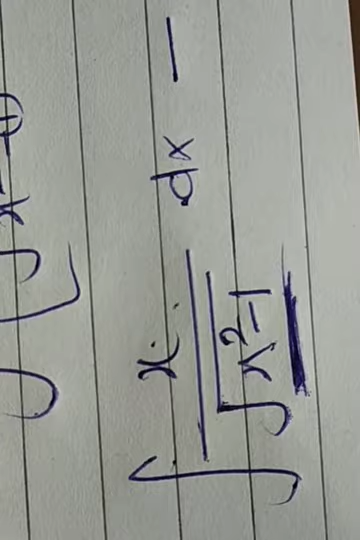 ∫ x / √(x²-1) dx —